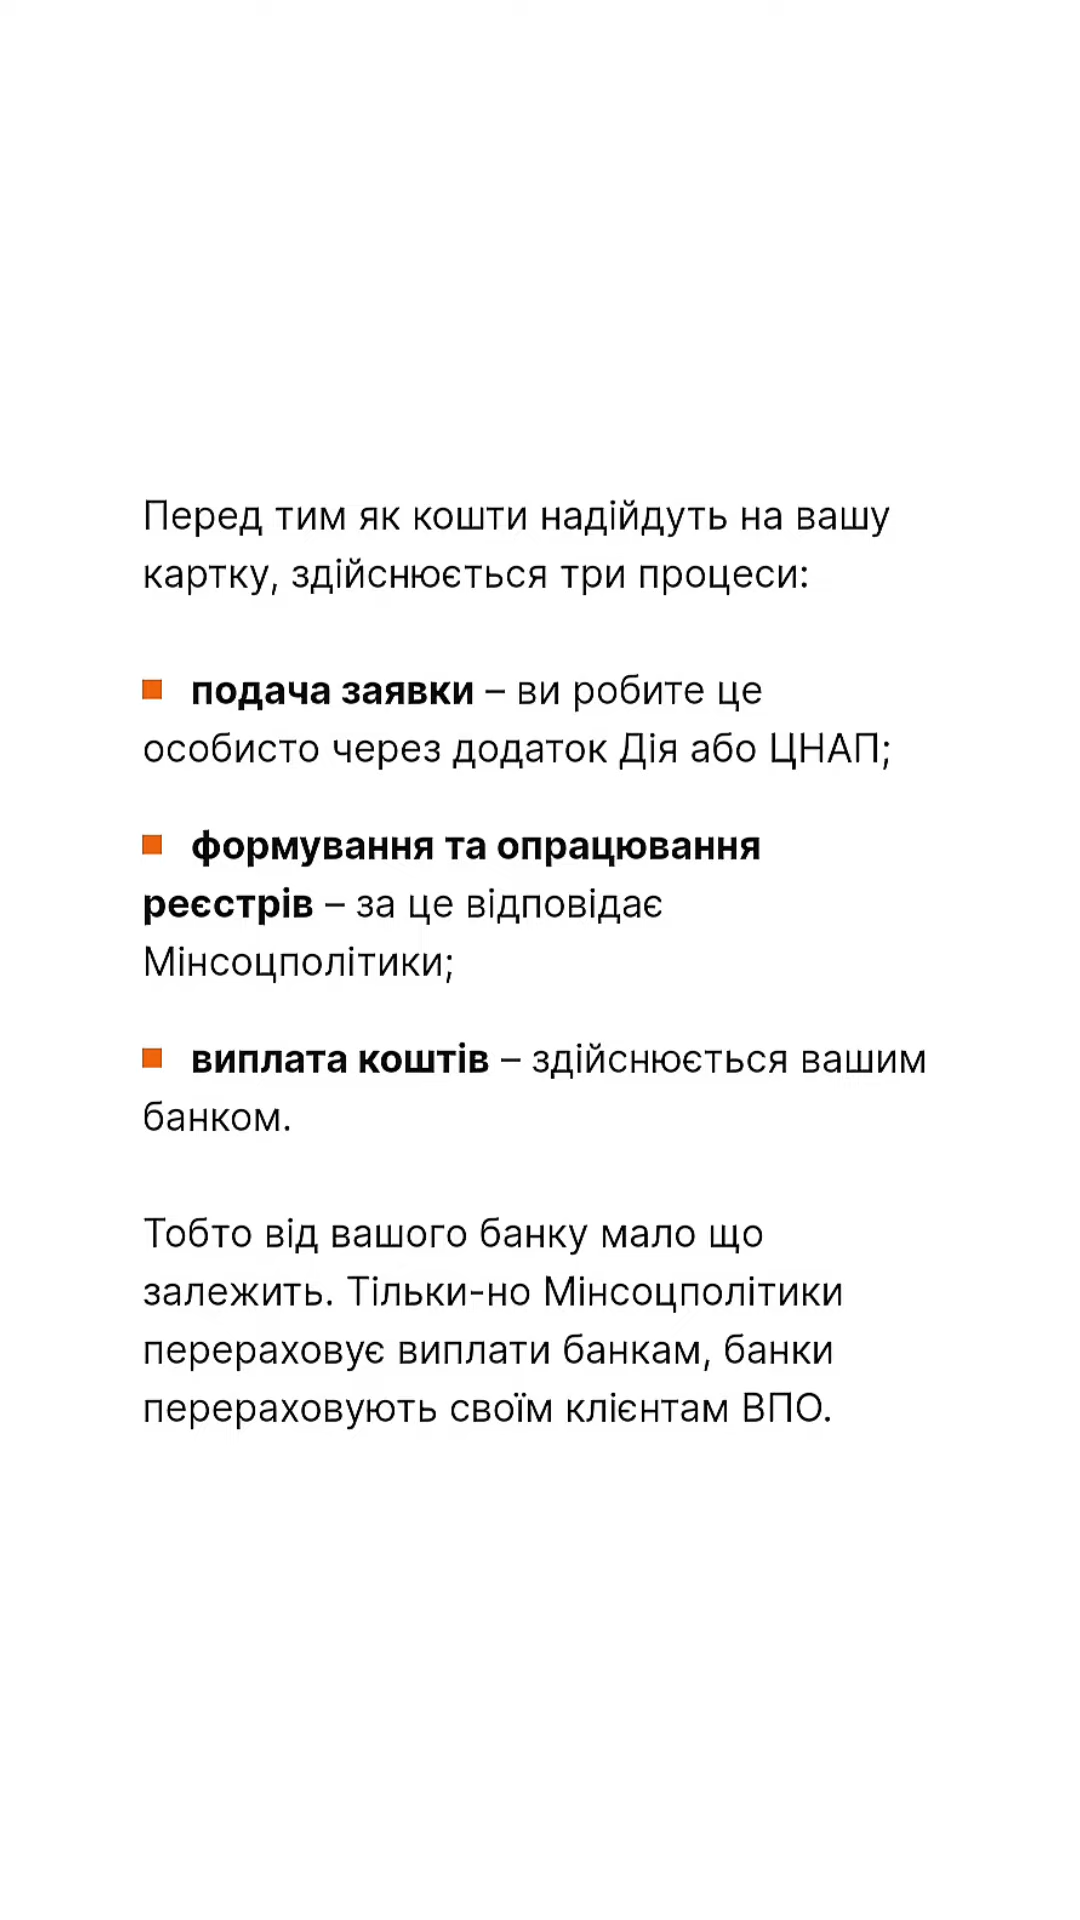 Перед тим як кошти надійдуть на вашу
картку, здійснюється три процеси:
подача заявки – ви робите це
особисто через додаток Дія або ЦНАП;
формування та опрацювання
реєстрів – за це відповідає
Мінсоцполітики;
виплата коштів – здійснюється вашим
банком.
Тобто від вашого банку мало що
залежить. Тільки-но Мінсоцполітики
перераховує виплати банкам, банки
перераховують своїм клієнтам ВПО.